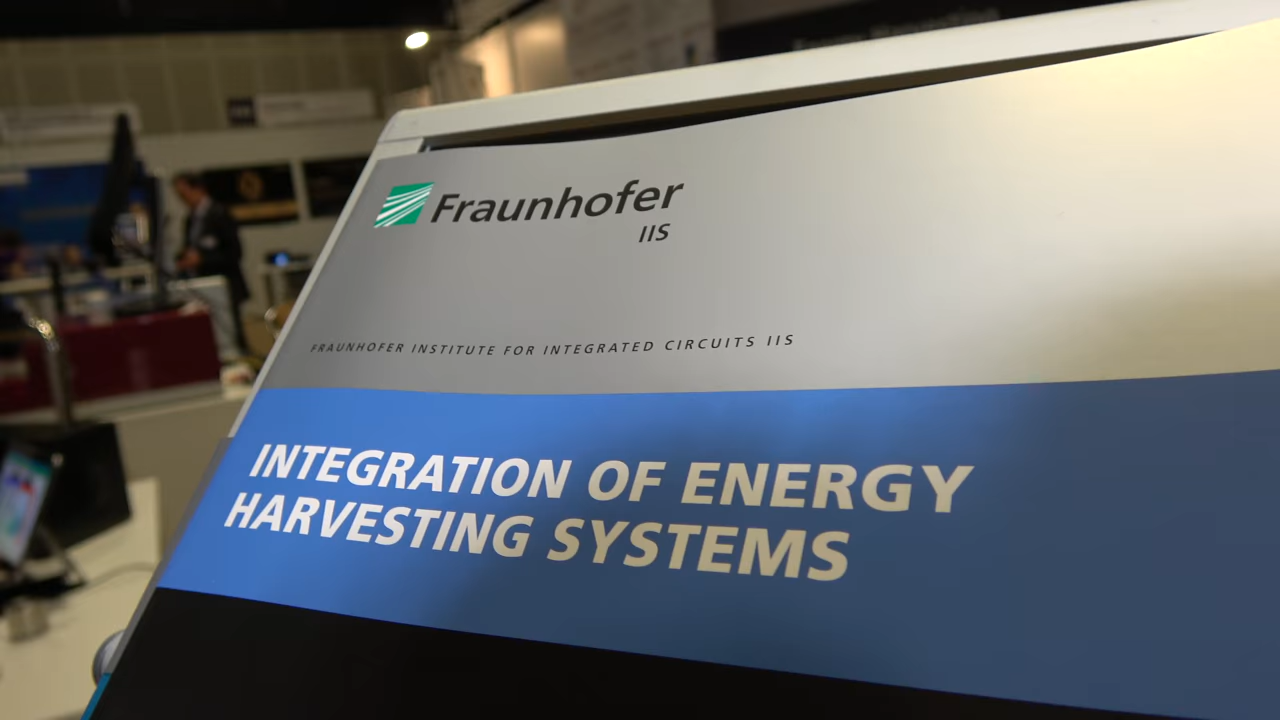 Fraunhofer
IIS
FRAUNHOFER INSTITUTE FOR INTEGRATED CIRCUITS IIS
INTEGRATION OF ENERGY
HARVESTING SYSTEMS